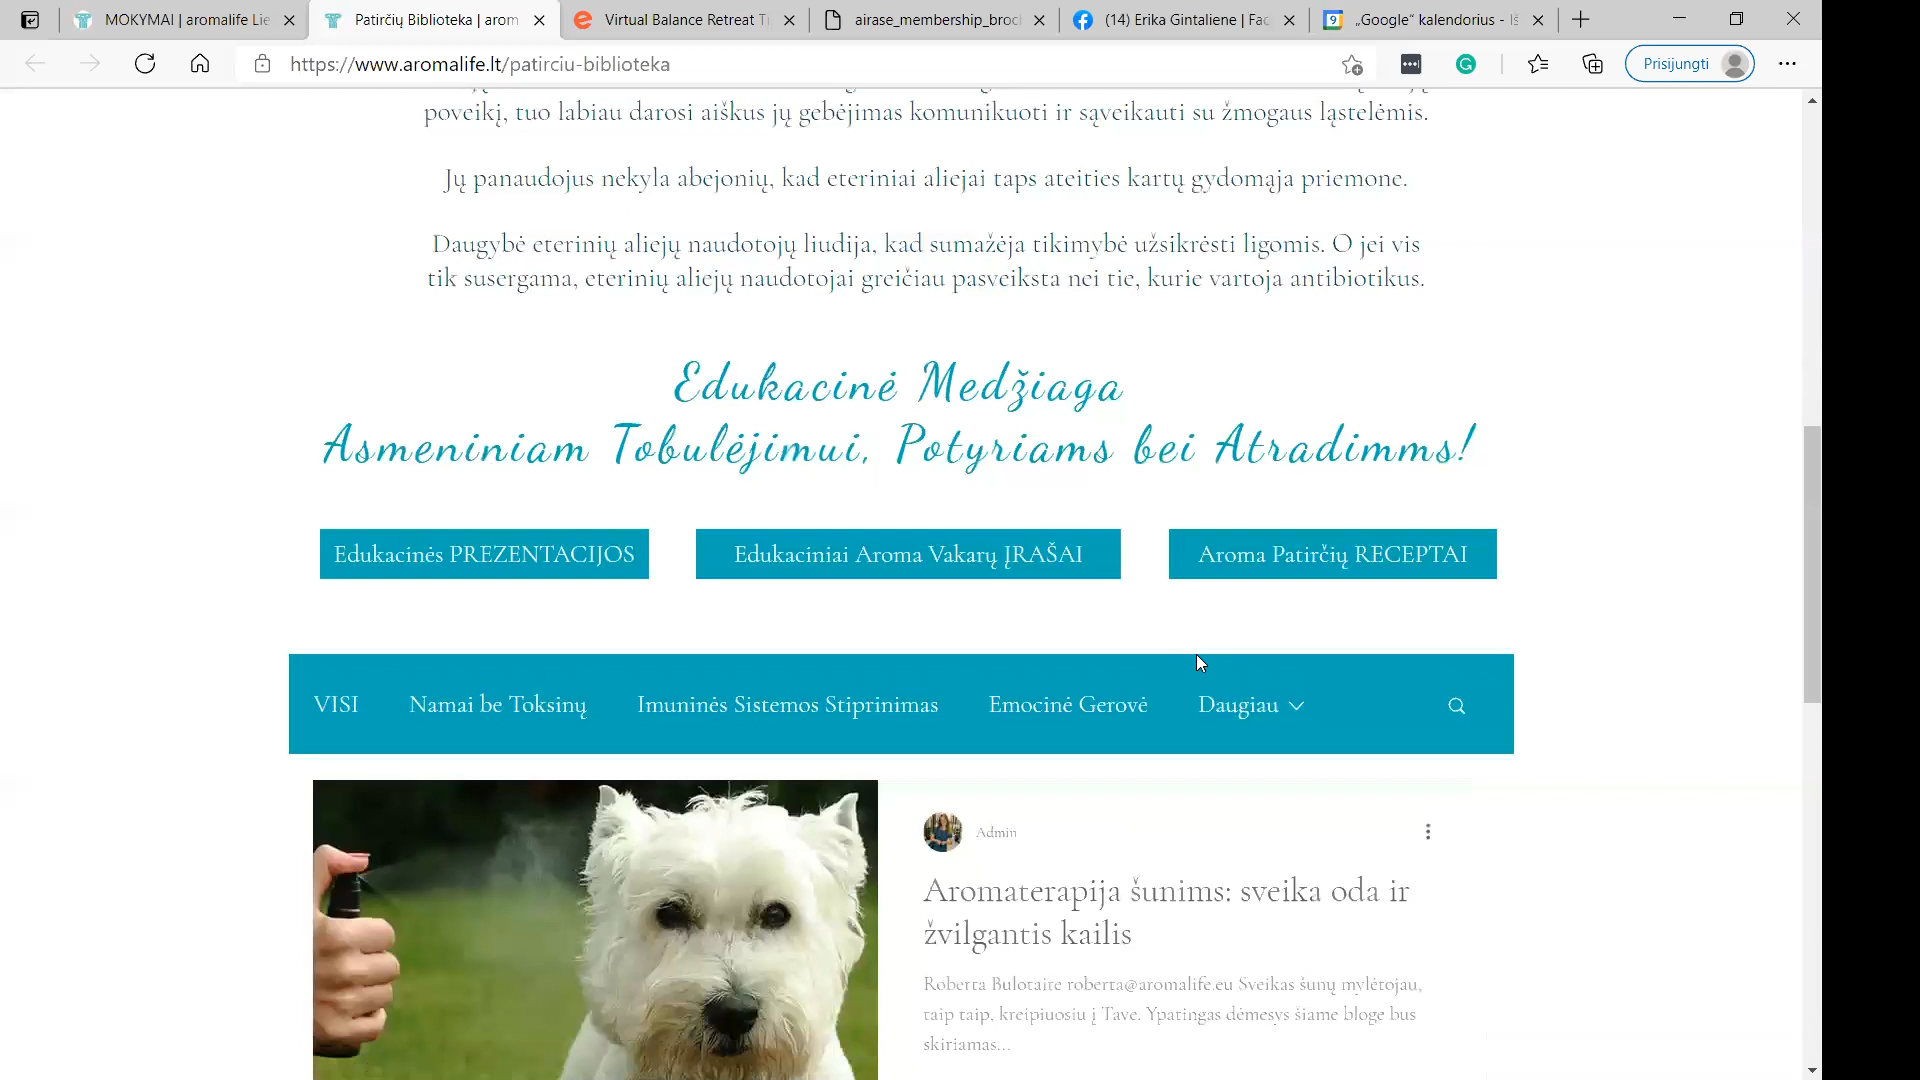 MOKYMAI | aromalife Lie
Patirčių Biblioteka | arom
Virtual Balance Retreat Ti
airase_membership_broc
(14) Erika Gintaliene | Fac
„Google“ kalendorius - Iš
https://www.aromalife.lt/patirciu-biblioteka
Prisijungti
poveikį, tuo labiau darosi aiškus jų gebėjimas komunikuoti ir sąveikauti su žmogaus ląstelėmis.
Jų panaudojus nekyla abejonių, kad eteriniai aliejai taps ateities kartų gydomąja priemone.
Daugybė eterinių aliejų naudotojų liudija, kad sumažėja tikimybė užsikrėsti ligomis. O jei vis
tik susergama, eterinių aliejų naudotojai greičiau pasveiksta nei tie, kurie vartoja antibiotikus.
Edukacinė Medžiaga
Asmeniniam Tobulėjimui, Potyriams bei Atradimms!
Edukacinės PREZENTACIJOS
Edukaciniai Aroma Vakarų ĮRAŠAI
Aroma Patirčių RECEPTAI
VISI
Namai be Toksinų
Imuninės Sistemos Stiprinimas
Emocinė Gerovė
Daugiau
Admin
Aromaterapija šunims: sveika oda ir
žvilgantis kailis
Roberta Bulotaite roberta@aromalife.eu Sveikas šunų mylėtojau,
taip taip, kreipiuosiu į Tave. Ypatingas dėmesys šiame bloge bus
skiriamas...